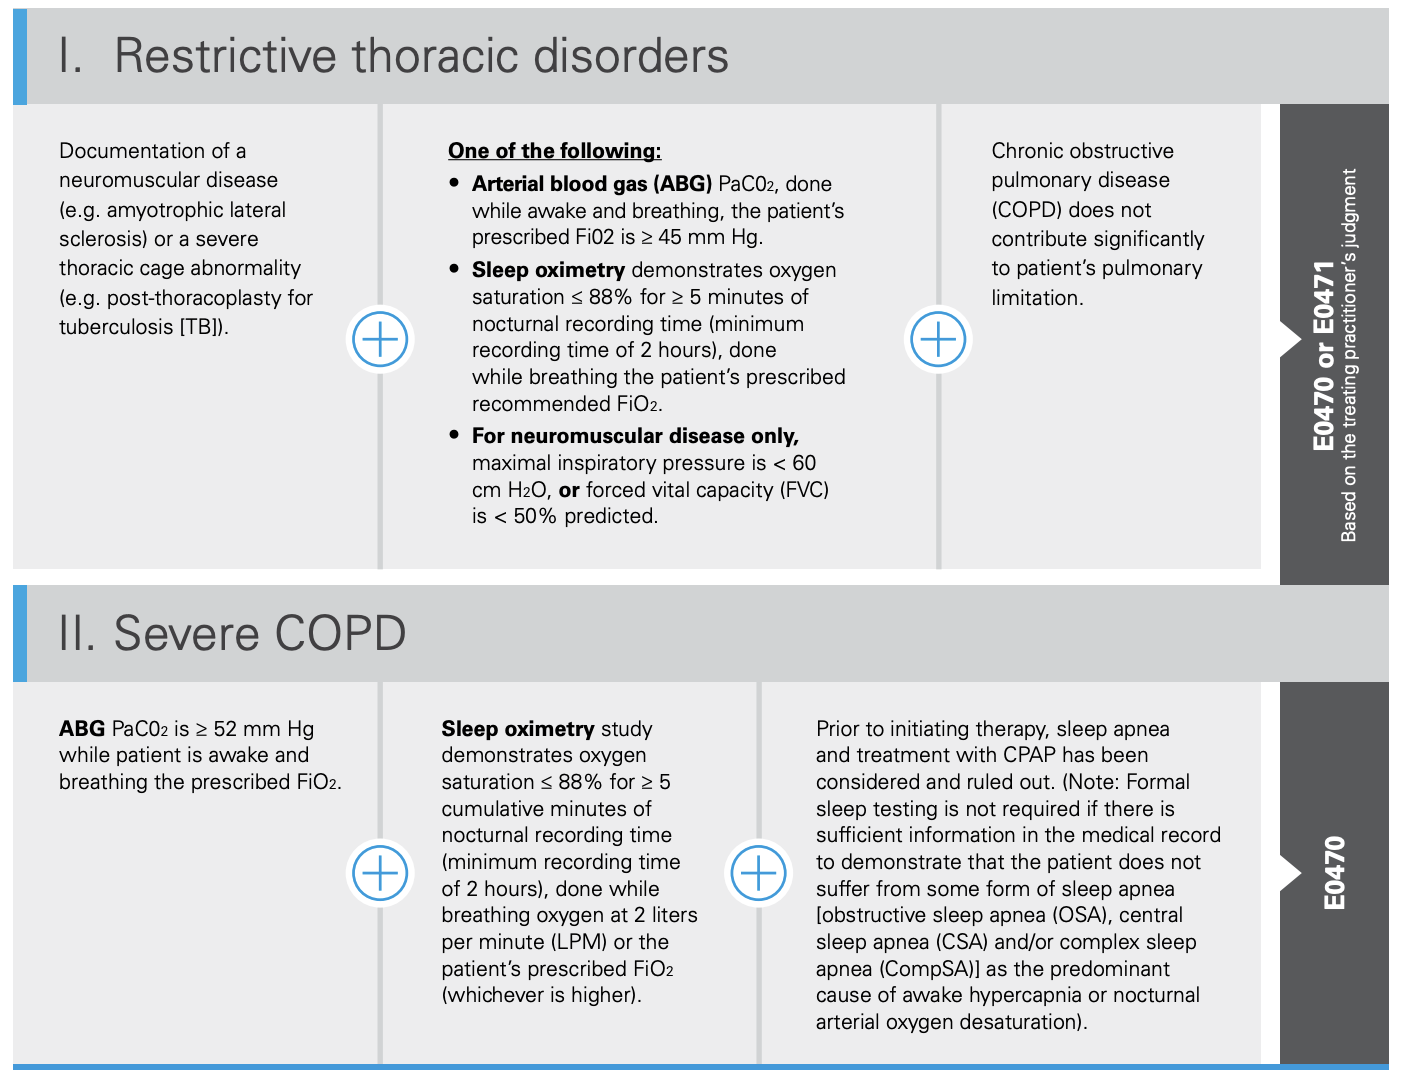 I. Restrictive thoracic disorders
Documentation of a
neuromuscular disease
(e.g. amyotrophic lateral
sclerosis) or a severe
thoracic cage abnormality
(e.g. post-thoracoplasty for
tuberculosis [TB]).
One of the following:
• Arterial blood gas (ABG) PaC02, done
while awake and breathing, the patient's
prescribed Fi02 is ≥ 45 mm Hg.
• Sleep oximetry demonstrates oxygen
saturation ≤ 88% for ≥ 5 minutes of
nocturnal recording time (minimum
recording time of 2 hours), done
while breathing the patient's prescribed
recommended FiO2.
• For neuromuscular disease only,
maximal inspiratory pressure is < 60
cm H2O, or forced vital capacity (FVC)
is < 50% predicted.
Chronic obstructive
pulmonary disease
(COPD) does not
contribute significantly
to patient's pulmonary
limitation.
E0470 or E0471
Based on the treating practitioner's judgment
II. Severe COPD
ABG PaC02 is ≥ 52 mm Hg
while patient is awake and
breathing the prescribed FiO2.
Sleep oximetry study
demonstrates oxygen
saturation ≤ 88% for ≥ 5
cumulative minutes of
nocturnal recording time
(minimum recording time
of 2 hours), done while
breathing oxygen at 2 liters
per minute (LPM) or the
patient's prescribed FiO2
(whichever is higher).
Prior to initiating therapy, sleep apnea
and treatment with CPAP has been
considered and ruled out. (Note: Formal
sleep testing is not required if there is
sufficient information in the medical record
to demonstrate that the patient does not
suffer from some form of sleep apnea
[obstructive sleep apnea (OSA), central
sleep apnea (CSA) and/or complex sleep
apnea (CompSA)] as the predominant
cause of awake hypercapnia or nocturnal
arterial oxygen desaturation).
E0470